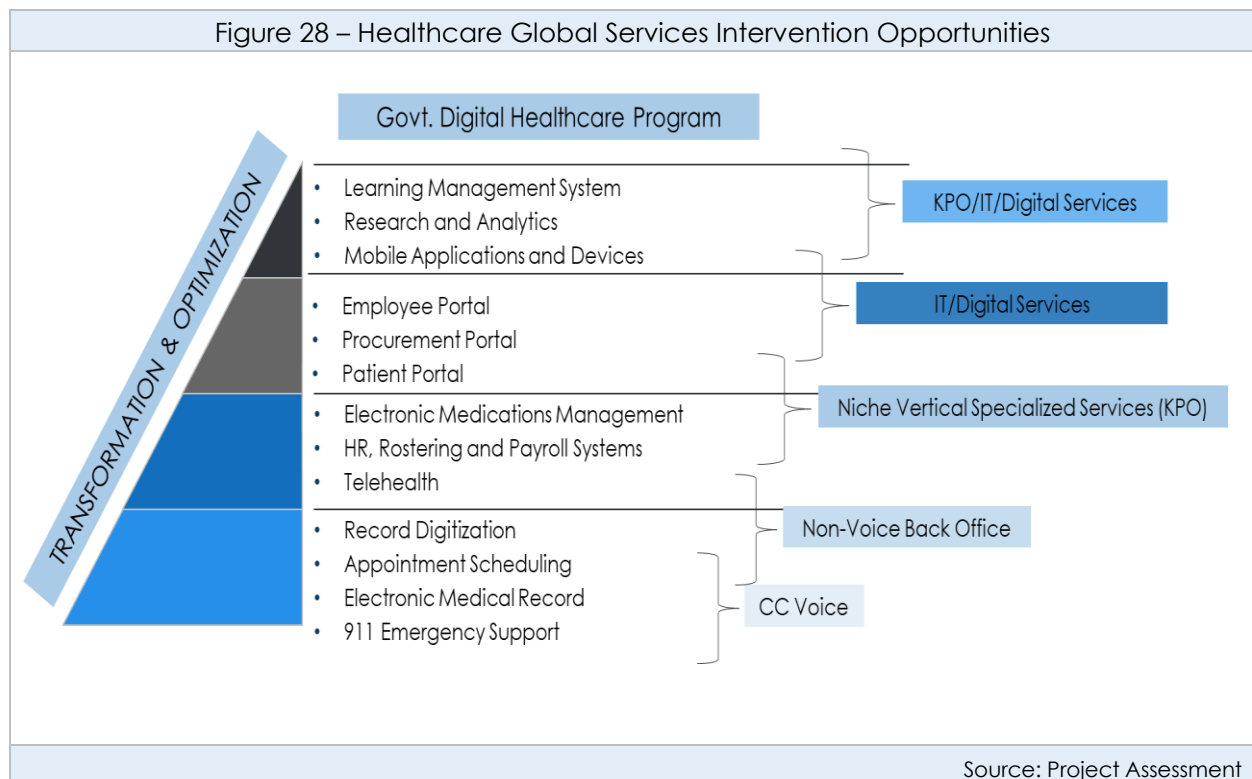 Figure 28 – Healthcare Global Services Intervention Opportunities
Govt. Digital Healthcare Program
TRANSFORMATION & OPTIMIZATION
• Learning Management System
• Research and Analytics
• Mobile Applications and Devices
KPO/IT/Digital Services
• Employee Portal
• Procurement Portal
• Patient Portal
IT/Digital Services
• Electronic Medications Management
• HR, Rostering and Payroll Systems
• Telehealth
Niche Vertical Specialized Services (KPO)
• Record Digitization
• Appointment Scheduling
• Electronic Medical Record
• 911 Emergency Support
Non-Voice Back Office
CC Voice
Source: Project Assessment